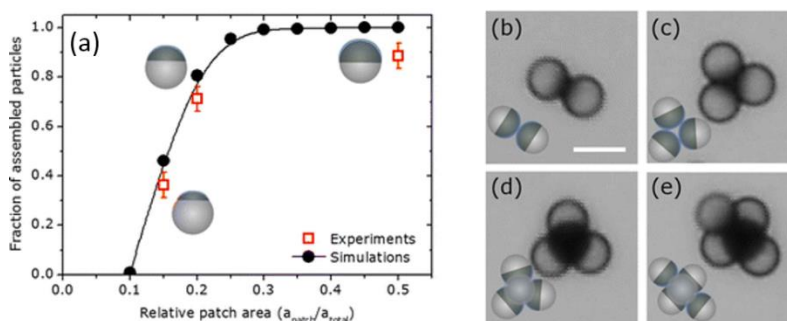 (a)
Fraction of assembled particles
1.0
0.8
0.6
0.4
0.2
0.0
Experiments
Simulations
0.0 0.1 0.2 0.3 0.4 0.5
Relative patch area (a_patch/a_total)
(b)
(c)
(d)
(e)